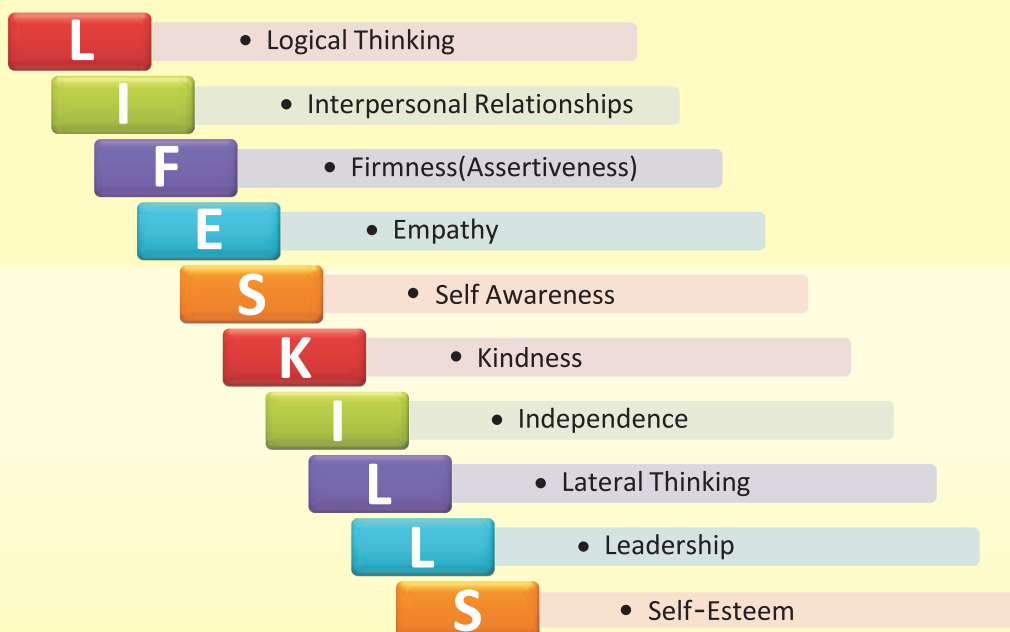 L • Logical Thinking
I • Interpersonal Relationships
F • Firmness(Assertiveness)
E • Empathy
S • Self Awareness
K • Kindness
I • Independence
L • Lateral Thinking
L • Leadership
S • Self-Esteem